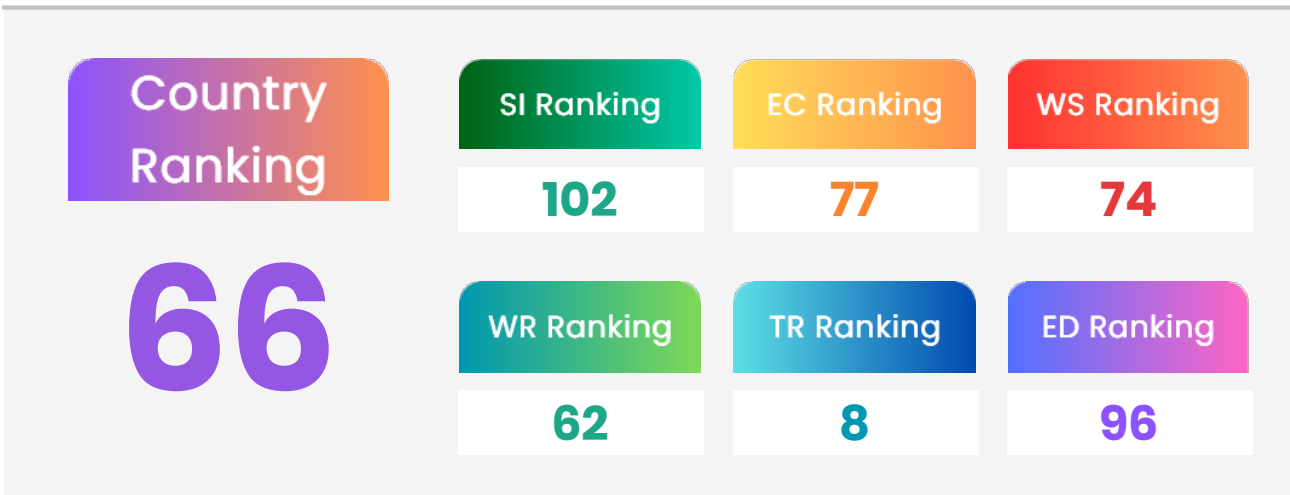 Country
Ranking
66
SI Ranking
102
EC Ranking
77
WS Ranking
74
WR Ranking
62
TR Ranking
8
ED Ranking
96